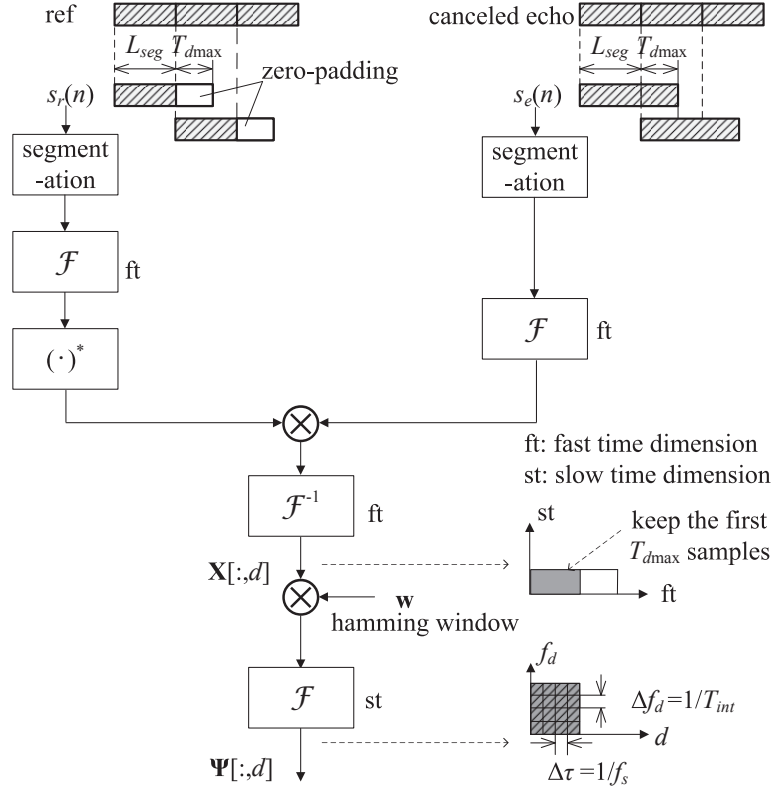 ref
canceled echo
L_seg T_dmax
L_seg T_dmax
zero-padding
s_r(n)
s_e(n)
segment
-ation
segment
-ation
ℱ
ft
ℱ
ft
(·)*
ft: fast time dimension
st: slow time dimension
ℱ⁻¹
ft
st
keep the first
T_dmax samples
ft
X[:,d]
w
hamming window
ℱ
st
f_d
Δf_d=1/T_int
d
Δτ=1/f_s
Ψ[:,d]